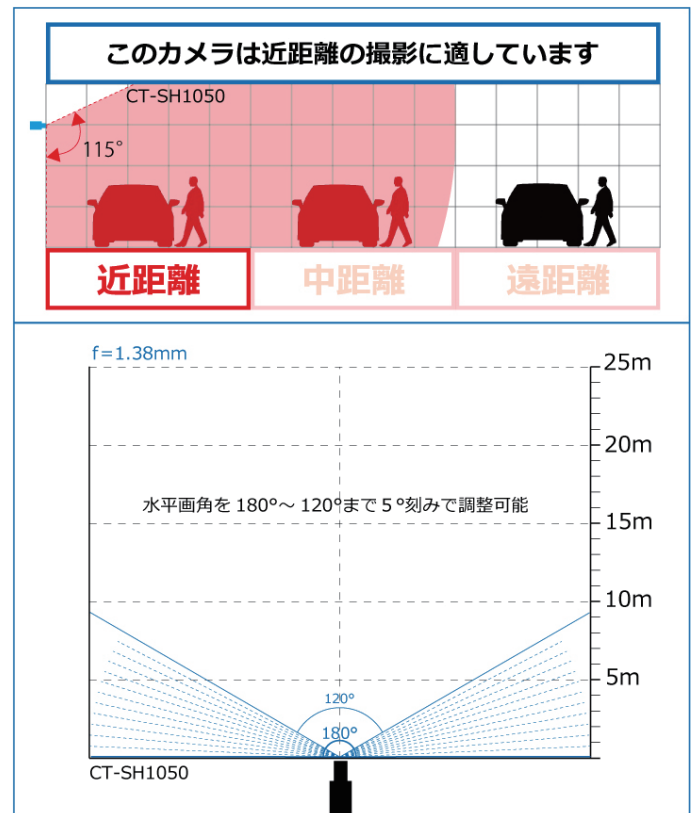 このカメラは近距離の撮影に適しています
CT-SH1050
115°
近距離
中距離
遠距離
f=1.38mm
25m
20m
水平画角を 180°～ 120°まで 5 °刻みで調整可能
15m
10m
5m
120°
180°
CT-SH1050